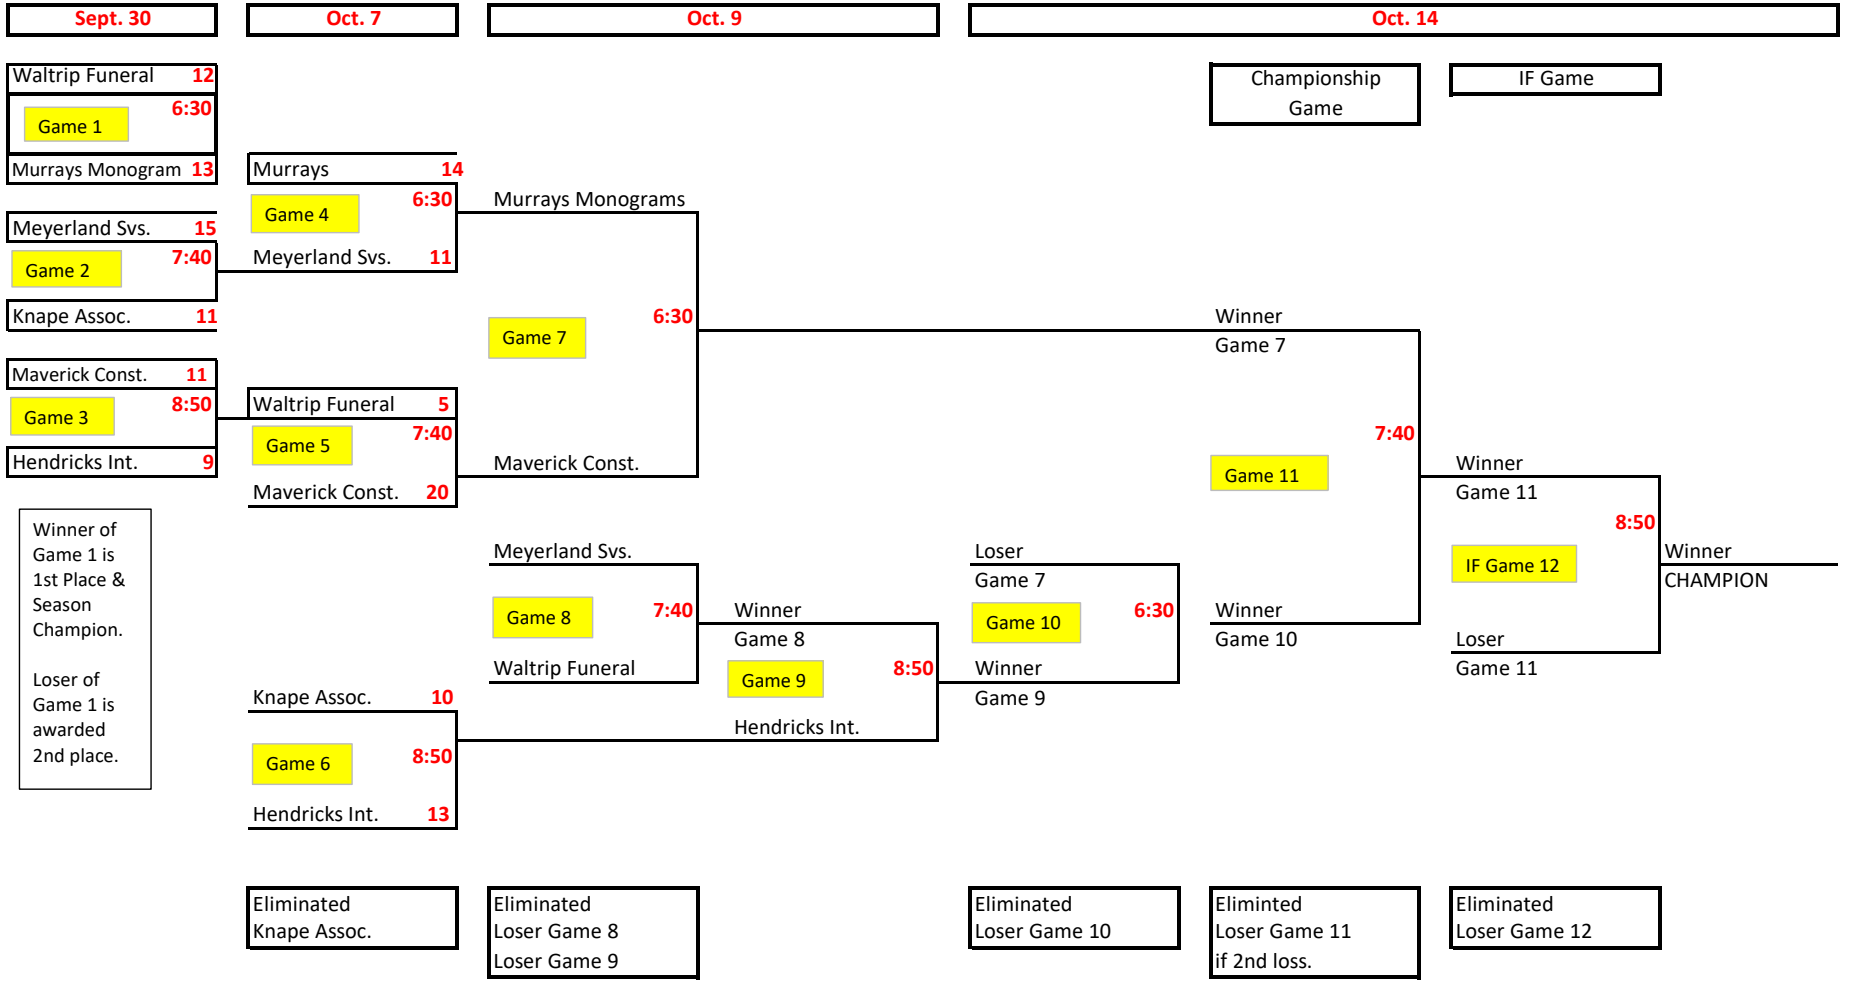 Sept. 30
Oct. 7
Oct. 9
Oct. 14
Championship
Game
IF Game
Waltrip Funeral 12
6:30
Game 1
Murrays Monogram 13
Meyerland Svs. 15
7:40
Game 2
Knape Assoc. 11
Maverick Const. 11
8:50
Game 3
Hendricks Int. 9
Winner of
Game 1 is
1st Place &
Season
Champion.
Loser of
Game 1 is
awarded
2nd place.
Murrays 14
6:30
Game 4
Meyerland Svs. 11
Waltrip Funeral 5
7:40
Game 5
Maverick Const. 20
Knape Assoc. 10
8:50
Game 6
Hendricks Int. 13
Eliminated
Knape Assoc.
Murrays Monograms
6:30
Game 7
Maverick Const.
Meyerland Svs.
7:40
Game 8
Waltrip Funeral
Winner
Game 8
8:50
Game 9
Hendricks Int.
Eliminated
Loser Game 8
Loser Game 9
Loser
Game 7
6:30
Game 10
Winner
Game 9
Eliminated
Loser Game 10
Winner
Game 7
7:40
Game 11
Winner
Game 10
Eliminted
Loser Game 11
if 2nd loss.
Winner
Game 11
8:50
IF Game 12
Loser
Game 11
Eliminated
Loser Game 12
Winner
CHAMPION